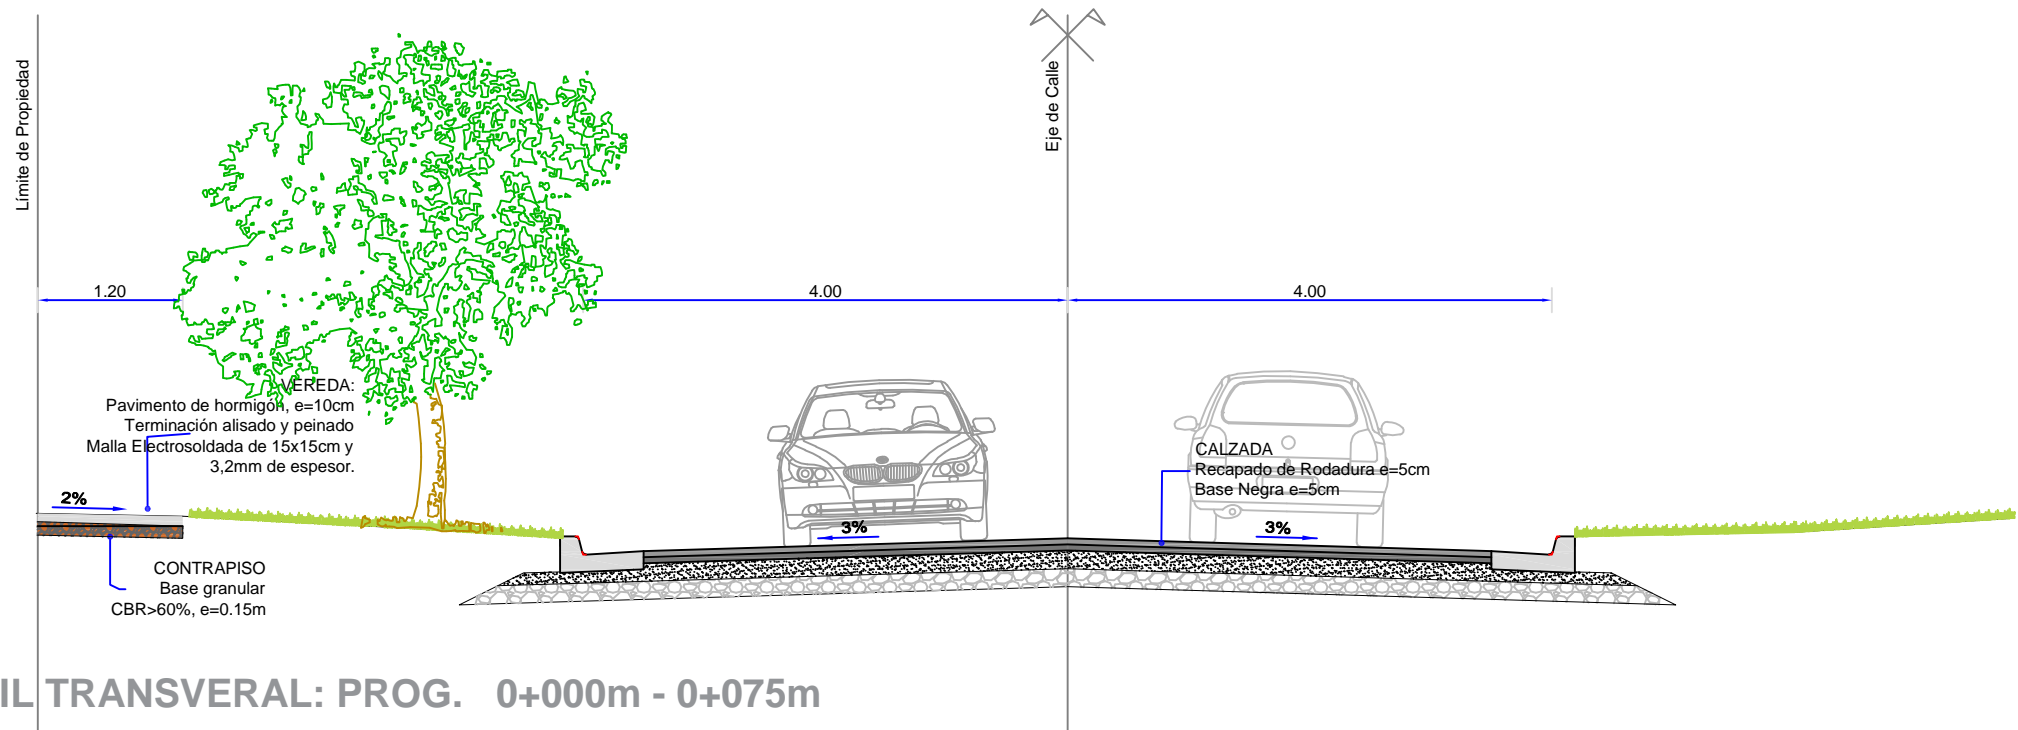 Límite de Propiedad
Eje de Calle
1.20
4.00
4.00
VEREDA:
Pavimento de hormigón, e=10cm
Terminación alisado y peinado
Malla Electrosoldada de 15x15cm y
3,2mm de espesor.
CALZADA
Recapado de Rodadura e=5cm
Base Negra e=5cm
2%
3%
3%
CONTRAPISO
Base granular
CBR>60%, e=0.15m
IL TRANSVERAL: PROG. 0+000m - 0+075m